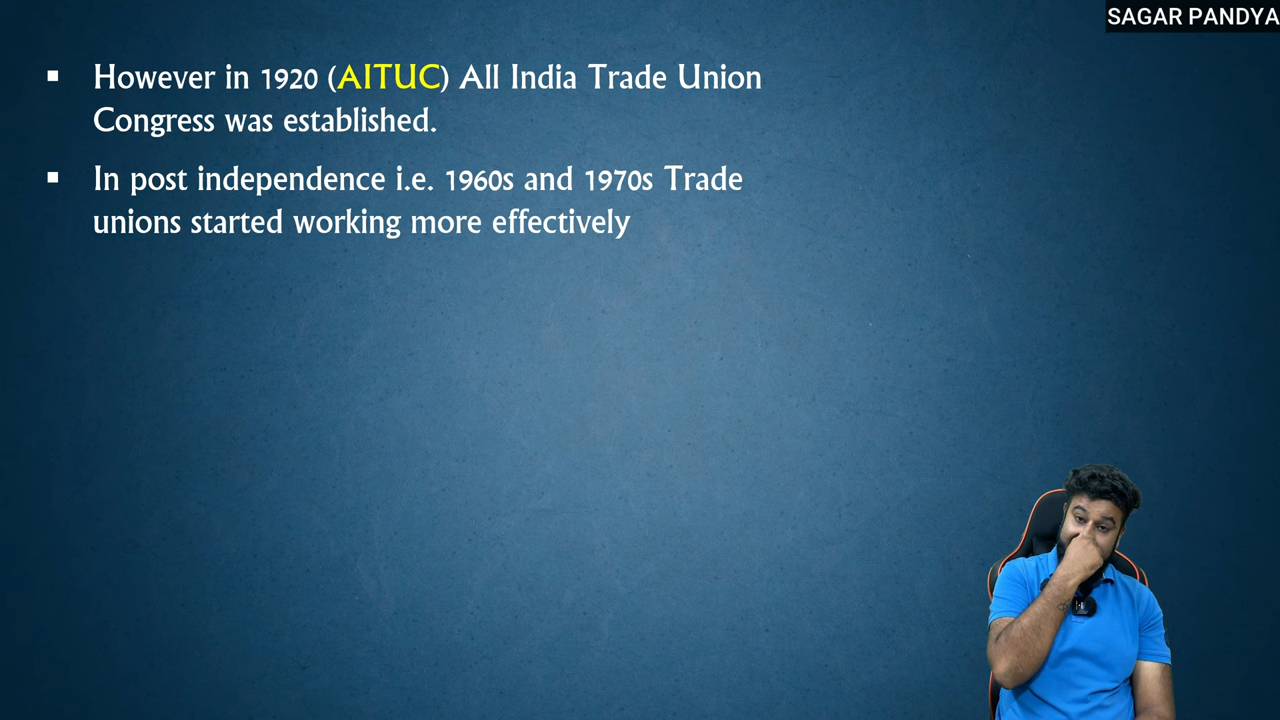 SAGAR PANDYA
▪ However in 1920 (AITUC) All India Trade Union
Congress was established.
▪ In post independence i.e. 1960s and 1970s Trade
unions started working more effectively